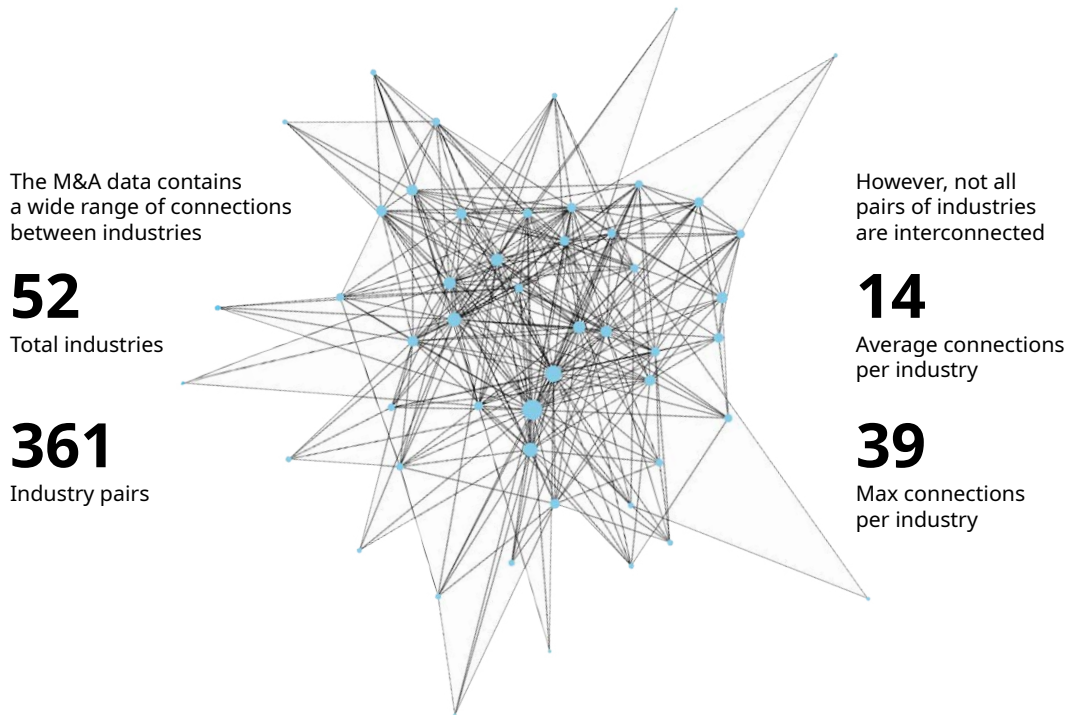 The M&A data contains
a wide range of connections
between industries
52
Total industries
361
Industry pairs
However, not all
pairs of industries
are interconnected
14
Average connections
per industry
39
Max connections
per industry